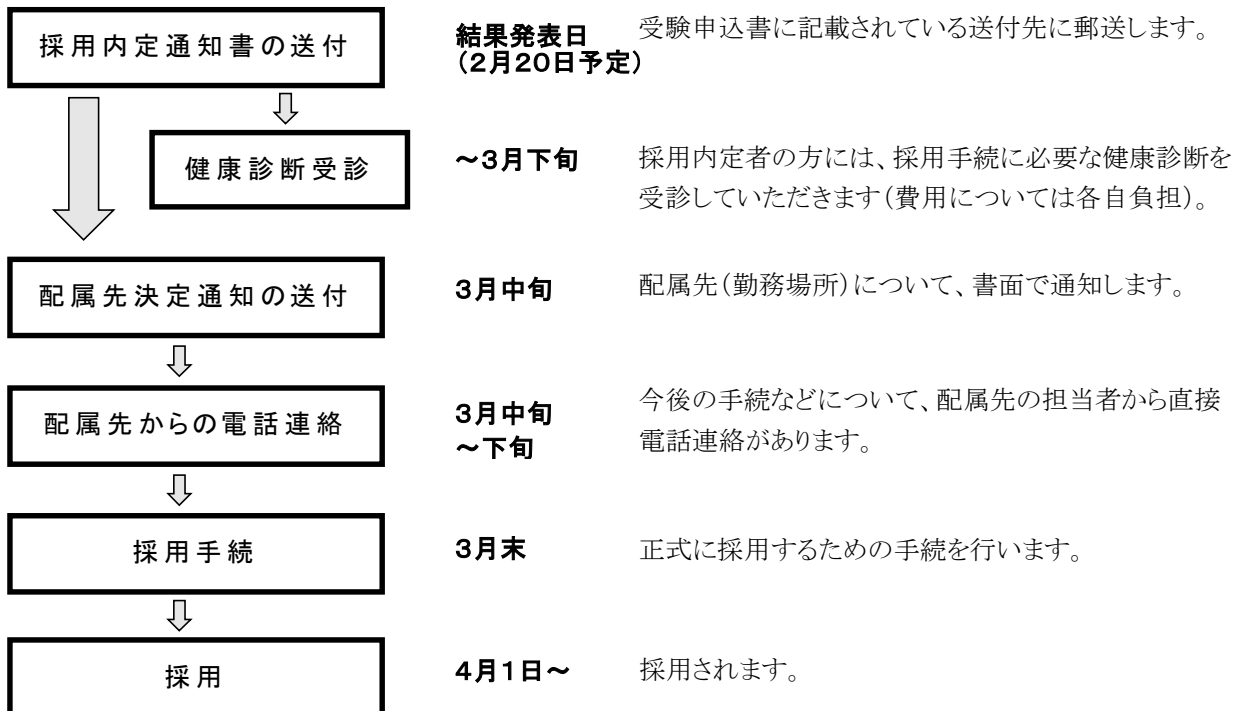 採用内定通知書の送付
結果発表日
（２月２０日予定）
受験申込書に記載されている送付先に郵送します。
健康診断受診
～３月下旬
採用内定者の方には、採用手続に必要な健康診断を
受診していただきます（費用については各自負担）。
配属先決定通知の送付
３月中旬
配属先（勤務場所）について、書面で通知します。
配属先からの電話連絡
３月中旬
～下旬
今後の手続などについて、配属先の担当者から直接
電話連絡があります。
採用手続
３月末
正式に採用するための手続を行います。
採用
４月１日～
採用されます。